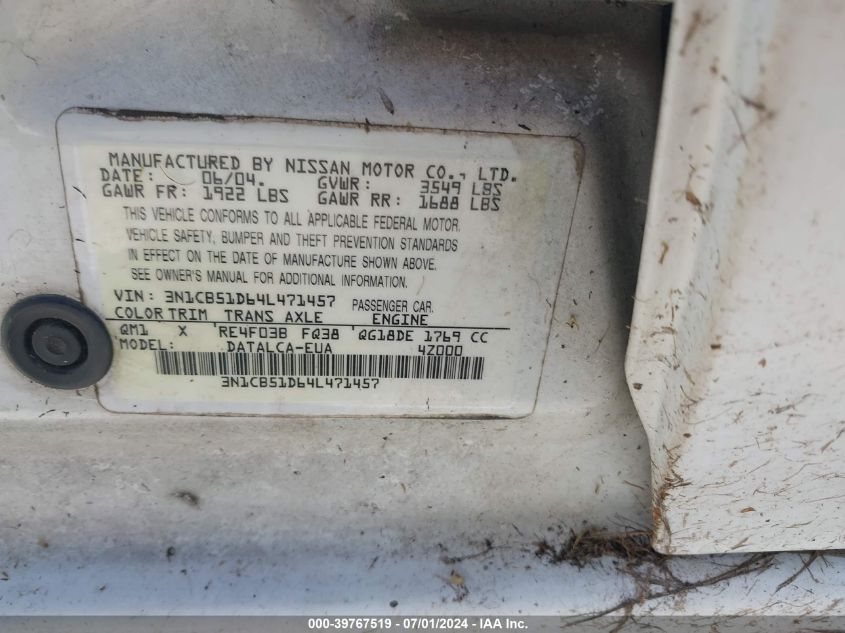 MANUFACTURED BY NISSAN MOTOR CO., LTD.
DATE: 06/04. GVWR: 3549 LBS
GAWR FR: 1922 LBS GAWR RR: 1688 LBS
THIS VEHICLE CONFORMS TO ALL APPLICABLE FEDERAL MOTOR
VEHICLE SAFETY, BUMPER AND THEFT PREVENTION STANDARDS
IN EFFECT ON THE DATE OF MANUFACTURE SHOWN ABOVE.
SEE OWNER'S MANUAL FOR ADDITIONAL INFORMATION.
VIN: 3N1CB51D64L471457 PASSENGER CAR.
COLOR TRIM TRANS AXLE ENGINE
QM1 X RE4F03B FQ38 QG18DE 1769 CC
MODEL: DATALCA-EUA 4Z000
3N1CB51D64L471457
000-39767519 - 07/01/2024 - IAA Inc.